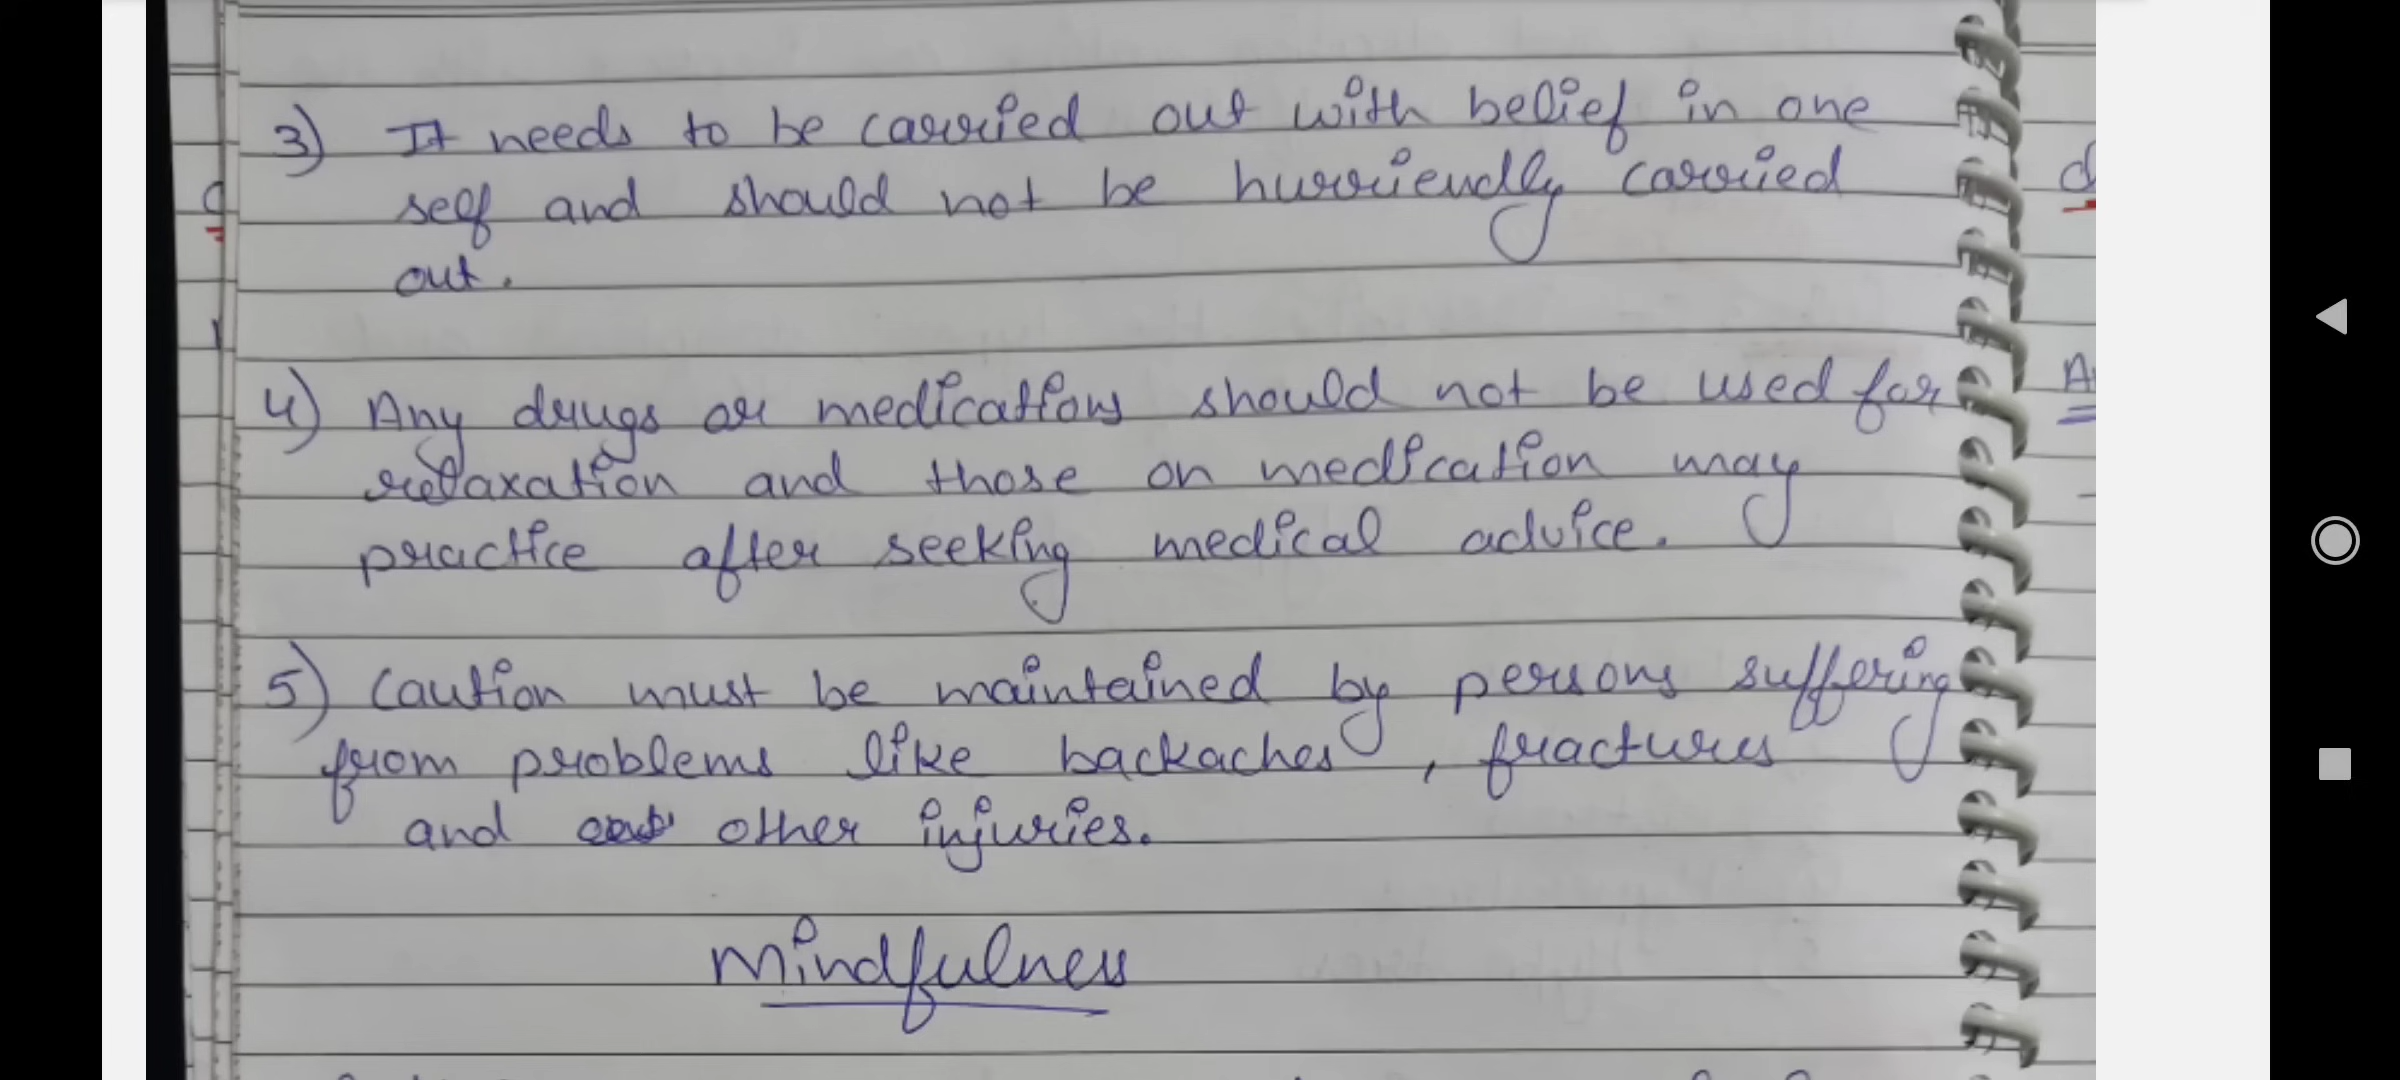 3) It needs to be carried out with belief in one
self and should not be hurriendly carried
out.
4) Any drugs or medications should not be used for
relaxation and those on medication may
practice after seeking medical advice.
5) Caution must be maintained by persons suffering
from problems like backaches, fractures
and other injuries.
Mindfulness